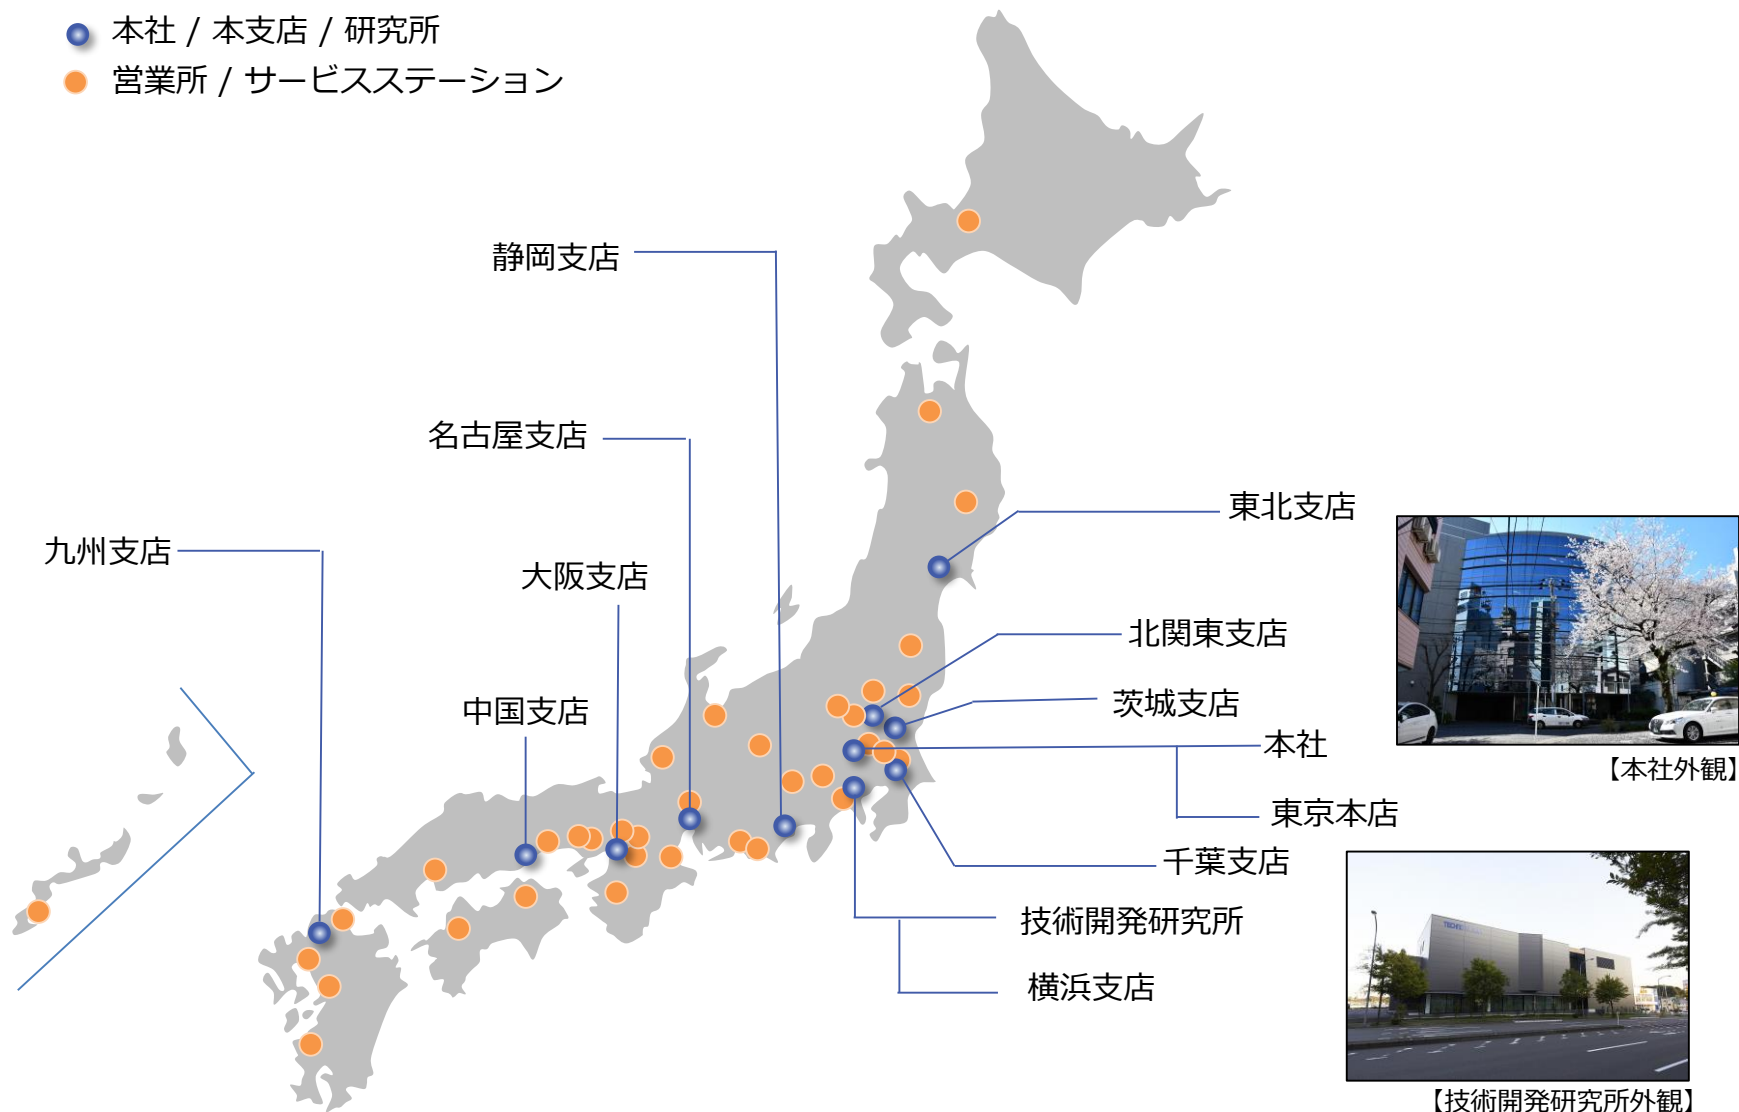 本社 / 本支店 / 研究所
営業所 / サービスステーション
静岡支店
名古屋支店
東北支店
九州支店
大阪支店
北関東支店
中国支店
茨城支店
本社
【本社外観】
東京本店
千葉支店
技術開発研究所
横浜支店
【技術開発研究所外観】